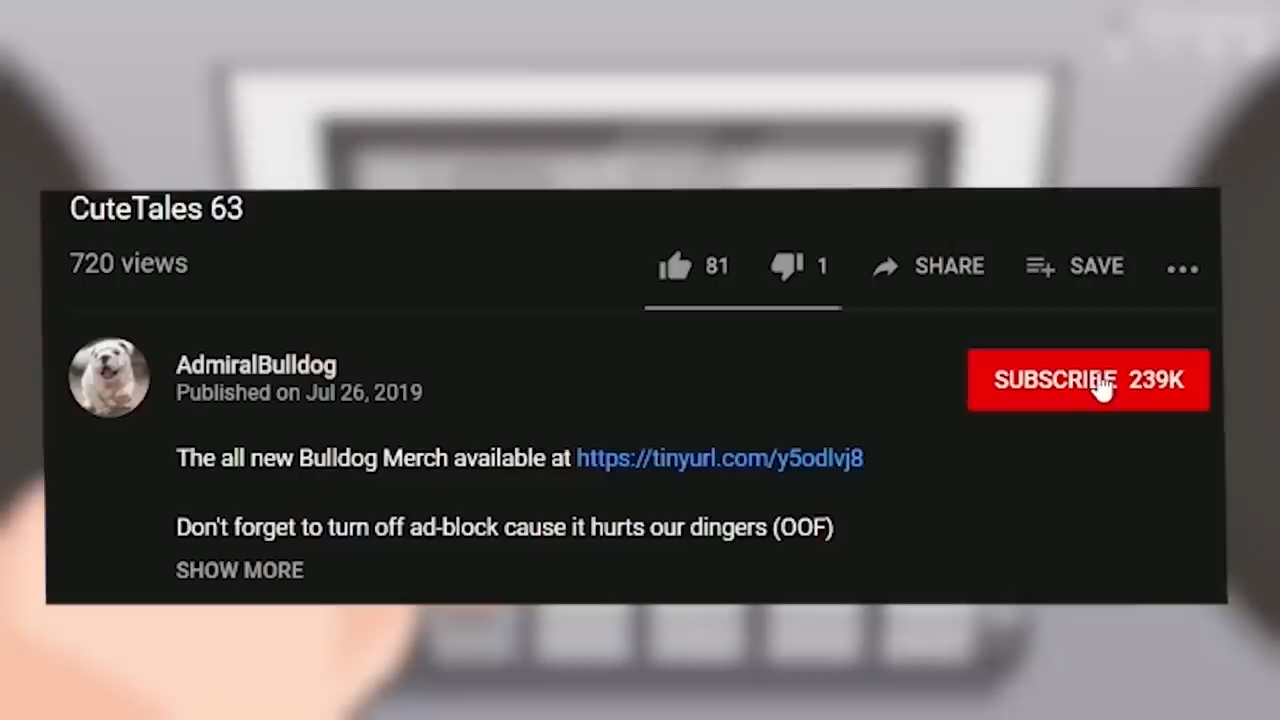 CuteTales 63
720 views
81 1 SHARE SAVE
AdmiralBulldog
Published on Jul 26, 2019
SUBSCRIBE 239K
The all new Bulldog Merch available at https://tinyurl.com/y5odlvj8
Don't forget to turn off ad-block cause it hurts our dingers (OOF)
SHOW MORE